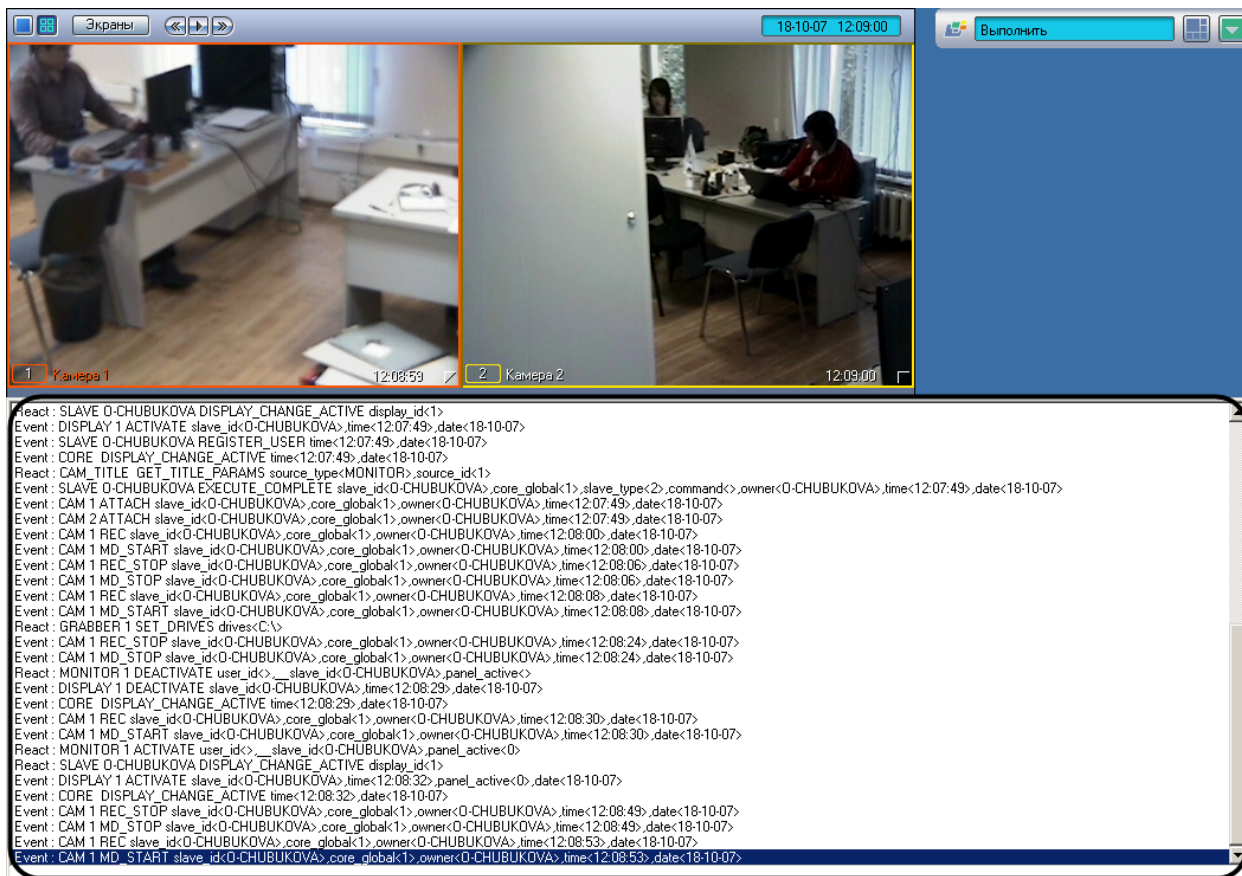 Экраны
18-10-07 12:09:00
Выполнить
1 Камера 1 12:08:59
2 Камера 2 12:09:00
React : SLAVE O-CHUBUKOVA DISPLAY_CHANGE_ACTIVE display_id<1>
Event : DISPLAY 1 ACTIVATE slave_id<O-CHUBUKOVA>,time<12:07:49>,date<18-10-07>
Event : SLAVE O-CHUBUKOVA REGISTER_USER time<12:07:49>,date<18-10-07>
Event : CORE DISPLAY_CHANGE_ACTIVE time<12:07:49>,date<18-10-07>
React : CAM_TITLE GET_TITLE_PARAMS source_type<MONITOR>,source_id<1>
Event : SLAVE O-CHUBUKOVA EXECUTE_COMPLETE slave_id<O-CHUBUKOVA>,core_global<1>,slave_type<2>,command<>,owner<O-CHUBUKOVA>,time<12:07:49>,date<18-10-07>
Event : CAM 1 ATTACH slave_id<O-CHUBUKOVA>,core_global<1>,owner<O-CHUBUKOVA>,time<12:07:49>,date<18-10-07>
Event : CAM 2 ATTACH slave_id<O-CHUBUKOVA>,core_global<1>,owner<O-CHUBUKOVA>,time<12:07:49>,date<18-10-07>
Event : CAM 1 REC slave_id<O-CHUBUKOVA>,core_global<1>,owner<O-CHUBUKOVA>,time<12:08:00>,date<18-10-07>
Event : CAM 1 MD_START slave_id<O-CHUBUKOVA>,core_global<1>,owner<O-CHUBUKOVA>,time<12:08:00>,date<18-10-07>
Event : CAM 1 REC_STOP slave_id<O-CHUBUKOVA>,core_global<1>,owner<O-CHUBUKOVA>,time<12:08:06>,date<18-10-07>
Event : CAM 1 MD_STOP slave_id<O-CHUBUKOVA>,core_global<1>,owner<O-CHUBUKOVA>,time<12:08:06>,date<18-10-07>
Event : CAM 1 REC slave_id<O-CHUBUKOVA>,core_global<1>,owner<O-CHUBUKOVA>,time<12:08:08>,date<18-10-07>
Event : CAM 1 MD_START slave_id<O-CHUBUKOVA>,core_global<1>,owner<O-CHUBUKOVA>,time<12:08:08>,date<18-10-07>
React : GRABBER 1 SET_DRIVES drives<C:\>
Event : CAM 1 REC_STOP slave_id<O-CHUBUKOVA>,core_global<1>,owner<O-CHUBUKOVA>,time<12:08:24>,date<18-10-07>
Event : CAM 1 MD_STOP slave_id<O-CHUBUKOVA>,core_global<1>,owner<O-CHUBUKOVA>,time<12:08:24>,date<18-10-07>
React : MONITOR 1 DEACTIVATE user_id<>,__slave_id<O-CHUBUKOVA>,panel_active<>
Event : DISPLAY 1 DEACTIVATE slave_id<O-CHUBUKOVA>,time<12:08:29>,date<18-10-07>
Event : CORE DISPLAY_CHANGE_ACTIVE time<12:08:29>,date<18-10-07>
Event : CAM 1 REC slave_id<O-CHUBUKOVA>,core_global<1>,owner<O-CHUBUKOVA>,time<12:08:30>,date<18-10-07>
Event : CAM 1 MD_START slave_id<O-CHUBUKOVA>,core_global<1>,owner<O-CHUBUKOVA>,time<12:08:30>,date<18-10-07>
React : MONITOR 1 ACTIVATE user_id<>,__slave_id<O-CHUBUKOVA>,panel_active<0>
React : SLAVE O-CHUBUKOVA DISPLAY_CHANGE_ACTIVE display_id<1>
Event : DISPLAY 1 ACTIVATE slave_id<O-CHUBUKOVA>,time<12:08:32>,panel_active<0>,date<18-10-07>
Event : CORE DISPLAY_CHANGE_ACTIVE time<12:08:32>,date<18-10-07>
Event : CAM 1 REC_STOP slave_id<O-CHUBUKOVA>,core_global<1>,owner<O-CHUBUKOVA>,time<12:08:49>,date<18-10-07>
Event : CAM 1 MD_STOP slave_id<O-CHUBUKOVA>,core_global<1>,owner<O-CHUBUKOVA>,time<12:08:49>,date<18-10-07>
Event : CAM 1 REC slave_id<O-CHUBUKOVA>,core_global<1>,owner<O-CHUBUKOVA>,time<12:08:53>,date<18-10-07>
Event : CAM 1 MD_START slave_id<O-CHUBUKOVA>,core_global<1>,owner<O-CHUBUKOVA>,time<12:08:53>,date<18-10-07>